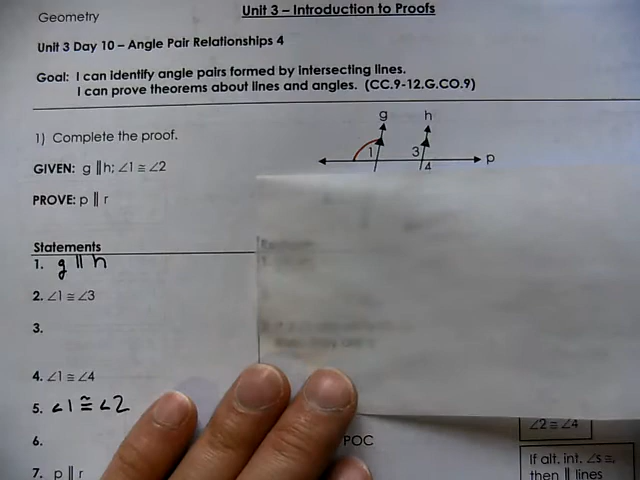 Geometry
Unit 3 – Introduction to Proofs
Unit 3 Day 10 – Angle Pair Relationships 4
Goal: I can identify angle pairs formed by intersecting lines.
I can prove theorems about lines and angles. (CC.9-12.G.CO.9)
1) Complete the proof.
g h
1 3 p
4
GIVEN: g ∥ h; ∠1 ≅ ∠2
PROVE: p ∥ r
Statements
1. g ∥ h
2. ∠1 ≅ ∠3
3.
4. ∠1 ≅ ∠4
5. ∠1 ≅ ∠2
∠2 ≅ ∠4
6. POC
If alt. int. ∠s ≅,
then ∥ lines
7. p ∥ r